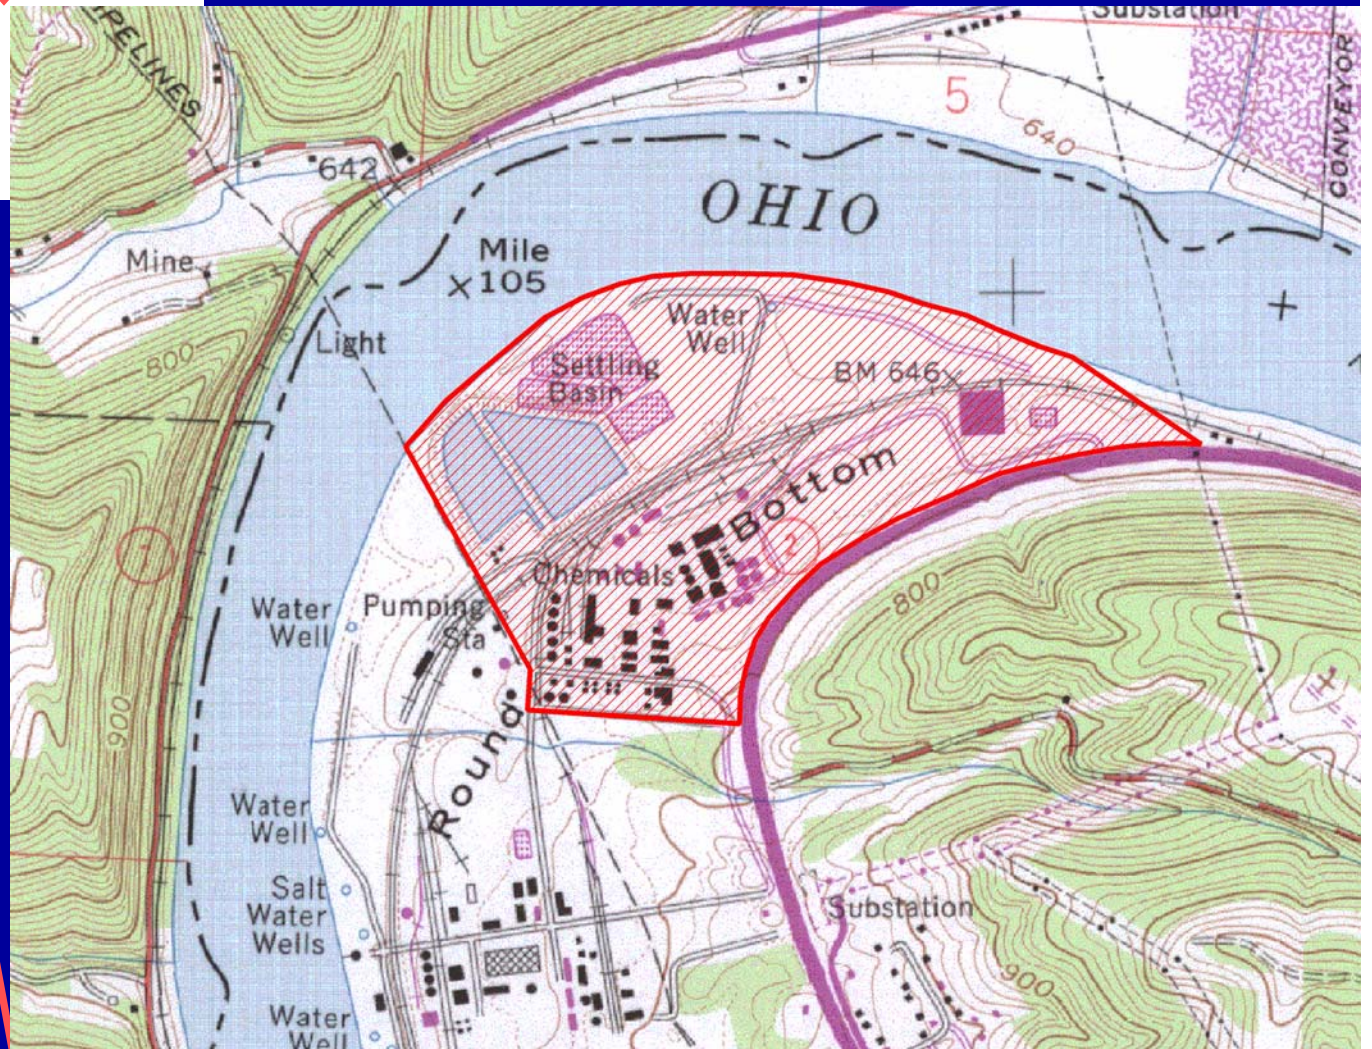 Substation
PIPELINES
CONVEYOR
5
640
642
OHIO
Mine
Mile
105
Water
Well
Light
800
Settling
Basin
BM 646
Bottom
7
2
Chemicals
800
Water
Well
Pumping
Sta
900
Round
Water
Well
Salt
Water
Wells
Substation
900
Water
Well